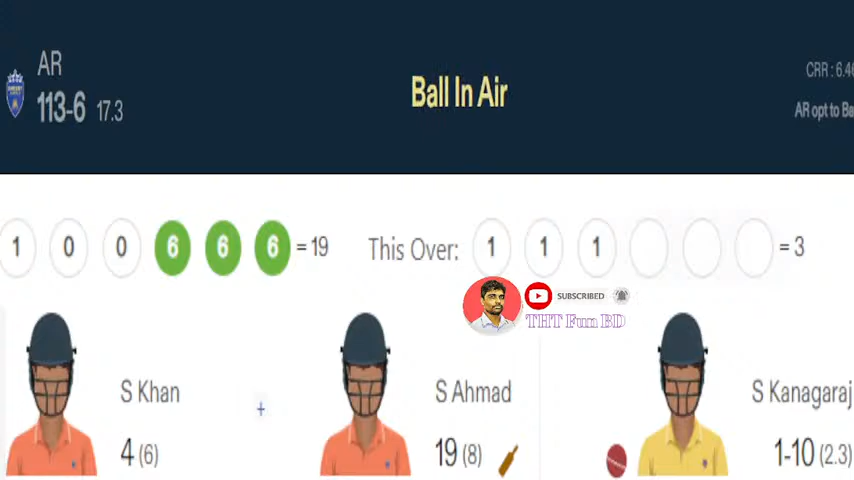 AR
113-6 17.3
Ball In Air
CRR : 6.46
AR opt to Ba
1 0 0 6 6 6 = 19 This Over: 1 1 1 = 3
SUBSCRIBED
THT Fun BD
S Khan
4 (6)
+
S Ahmad
19 (8)
S Kanagaraj
1-10 (2.3)